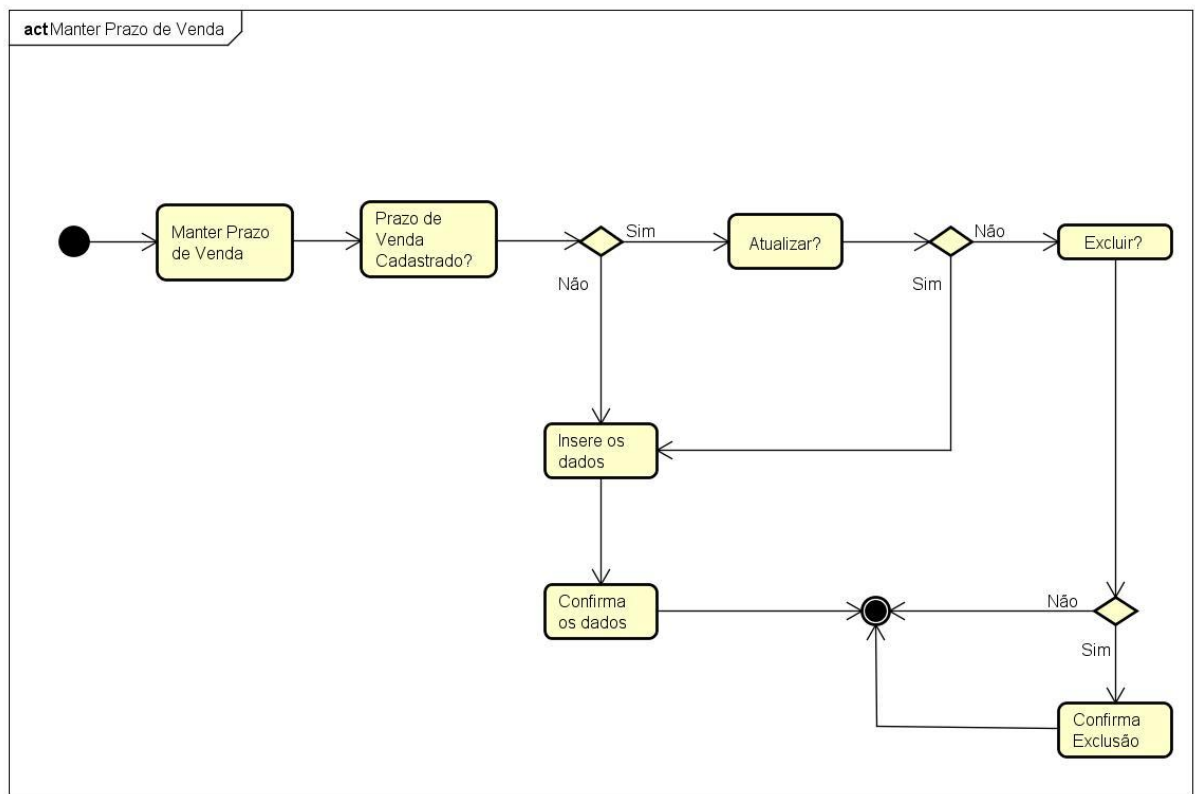 act Manter Prazo de Venda
Manter Prazo
de Venda
Prazo de
Venda
Cadastrado?
Sim
Não
Atualizar?
Não
Sim
Excluir?
Insere os
dados
Confirma
os dados
Não
Sim
Confirma
Exclusão